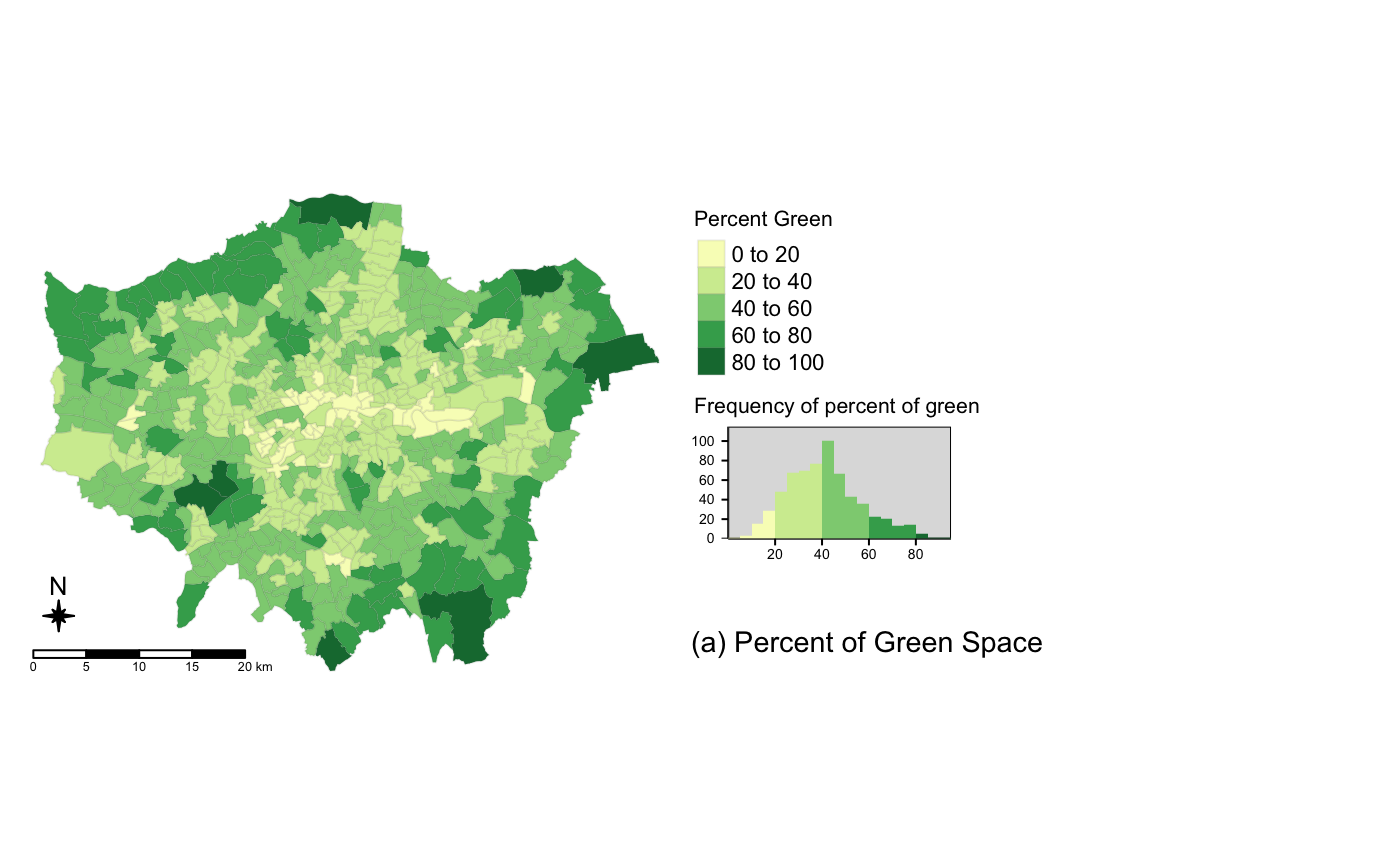 Percent Green
0 to 20
20 to 40
40 to 60
60 to 80
80 to 100
Frequency of percent of green
100
80
60
40
20
0
20 40 60 80
N
0 5 10 15 20 km
(a) Percent of Green Space